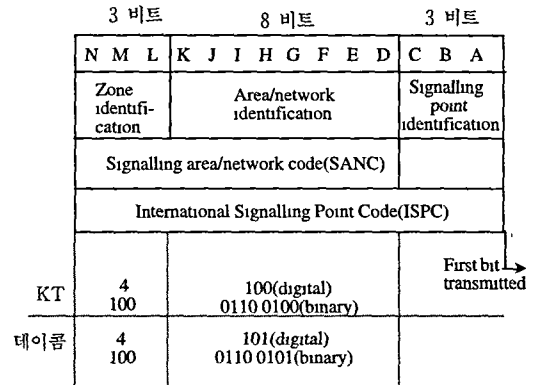 3 비트 8 비트 3 비트
N M L K J I H G F E D C B A
Zone identifi- cation
Area/network identification
Signalling point identification
Signalling area/network code(SANC)
International Signalling Point Code(ISPC)
First bit transmitted
KT 4 100(digital)
100 0110 0100(binary)
데이콤 4 101(digital)
100 0110 0101(binary)